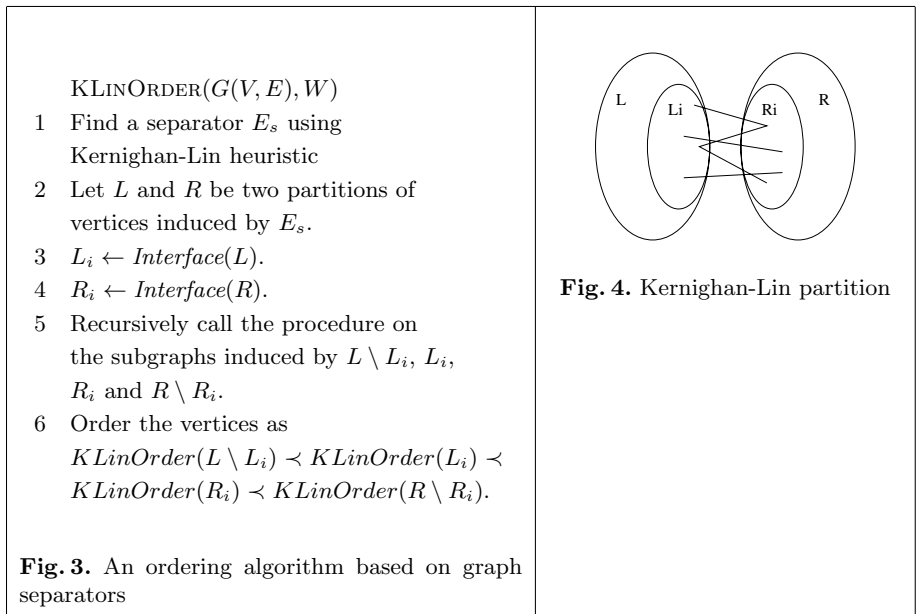 KLINORDER(G(V, E), W)
1 Find a separator E_s using
Kernighan-Lin heuristic
2 Let L and R be two partitions of
vertices induced by E_s.
3 L_i ← Interface(L).
4 R_i ← Interface(R).
5 Recursively call the procedure on
the subgraphs induced by L \ L_i, L_i,
R_i and R \ R_i.
6 Order the vertices as
KLinOrder(L \ L_i) ≺ KLinOrder(L_i) ≺
KLinOrder(R_i) ≺ KLinOrder(R \ R_i).
Fig. 3. An ordering algorithm based on graph
separators
L Li Ri R
Fig. 4. Kernighan-Lin partition